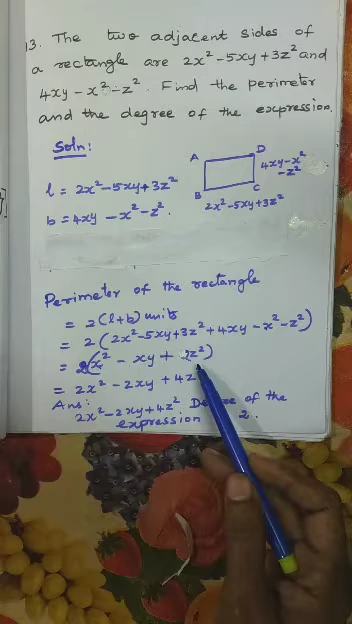 13. The two adjacent sides of
a rectangle are 2x² - 5xy + 3z² and
4xy - x² - z². Find the perimeter
and the degree of the expression.
Soln:
A D
4xy - x²
- z²
B C
2x² - 5xy + 3z²
l = 2x² - 5xy + 3z²
b = 4xy - x² - z².
Perimeter of the rectangle
= 2(l+b) units
= 2(2x² - 5xy + 3z² + 4xy - x² - z²)
= 2(x² - xy + 2z²)
= 2x² - 2xy + 4z
Ans: Degree of the
2x² - 2xy + 4z²
expression 2.